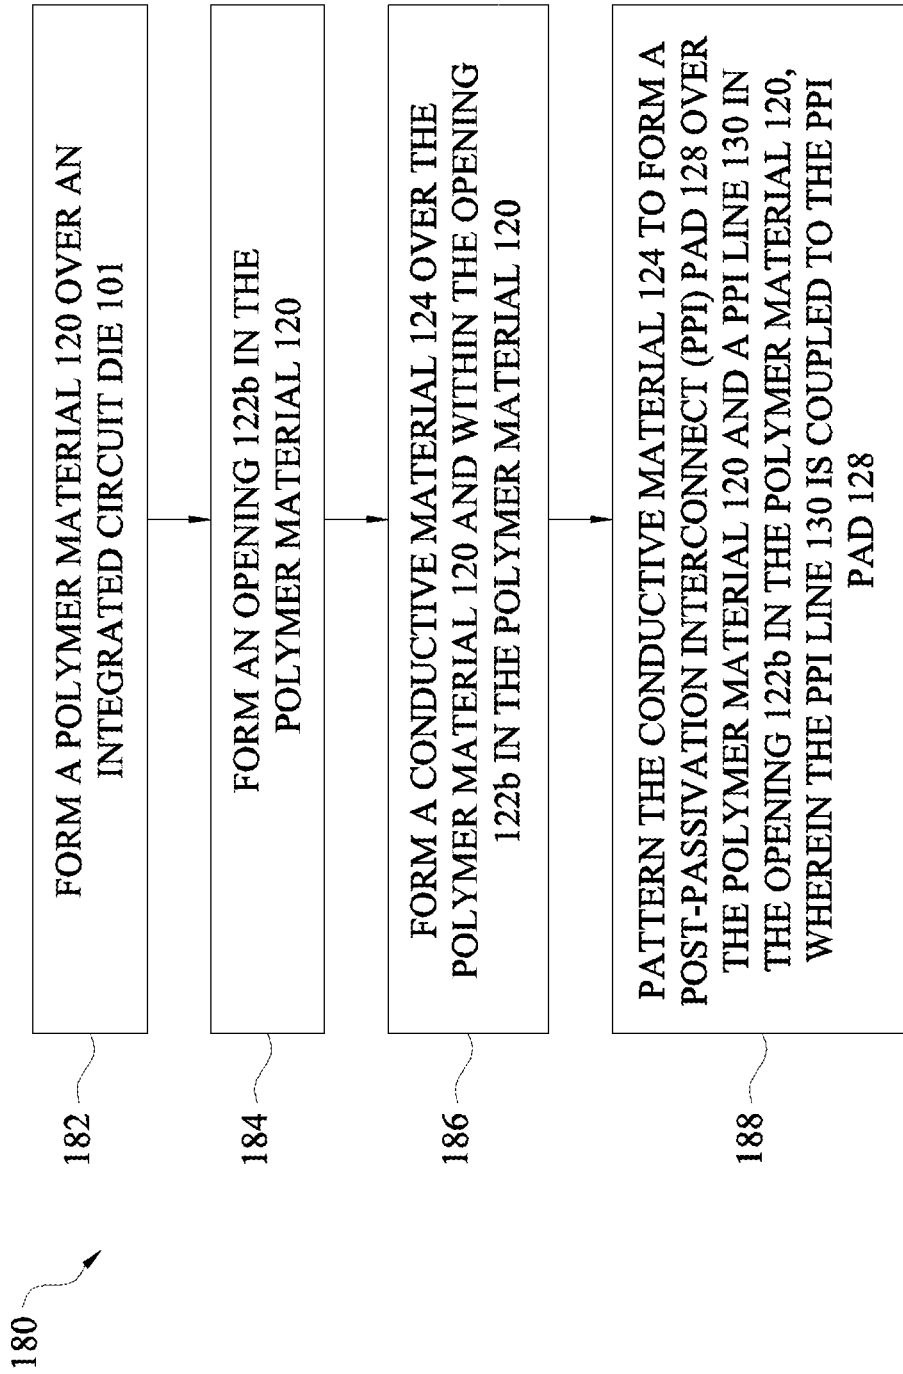 180
182
FORM A POLYMER MATERIAL 120 OVER AN
INTEGRATED CIRCUIT DIE 101
184
FORM AN OPENING 122b IN THE
POLYMER MATERIAL 120
186
FORM A CONDUCTIVE MATERIAL 124 OVER THE
POLYMER MATERIAL 120 AND WITHIN THE OPENING
122b IN THE POLYMER MATERIAL 120
188
PATTERN THE CONDUCTIVE MATERIAL 124 TO FORM A
POST-PASSIVATION INTERCONNECT (PPI) PAD 128 OVER
THE POLYMER MATERIAL 120 AND A PPI LINE 130 IN
THE OPENING 122b IN THE POLYMER MATERIAL 120,
WHEREIN THE PPI LINE 130 IS COUPLED TO THE PPI
PAD 128